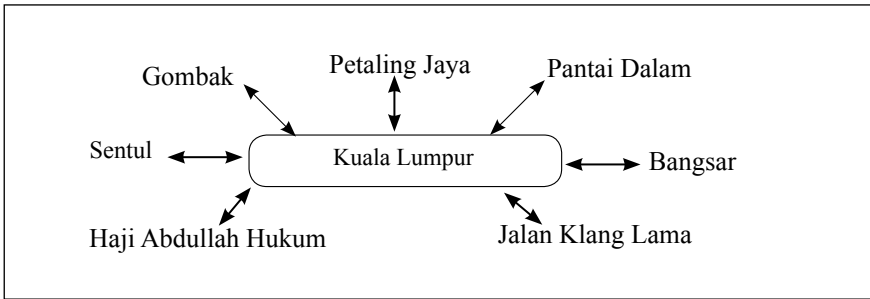 Petaling Jaya
Gombak
Pantai Dalam
Sentul
Kuala Lumpur
Bangsar
Haji Abdullah Hukum
Jalan Klang Lama